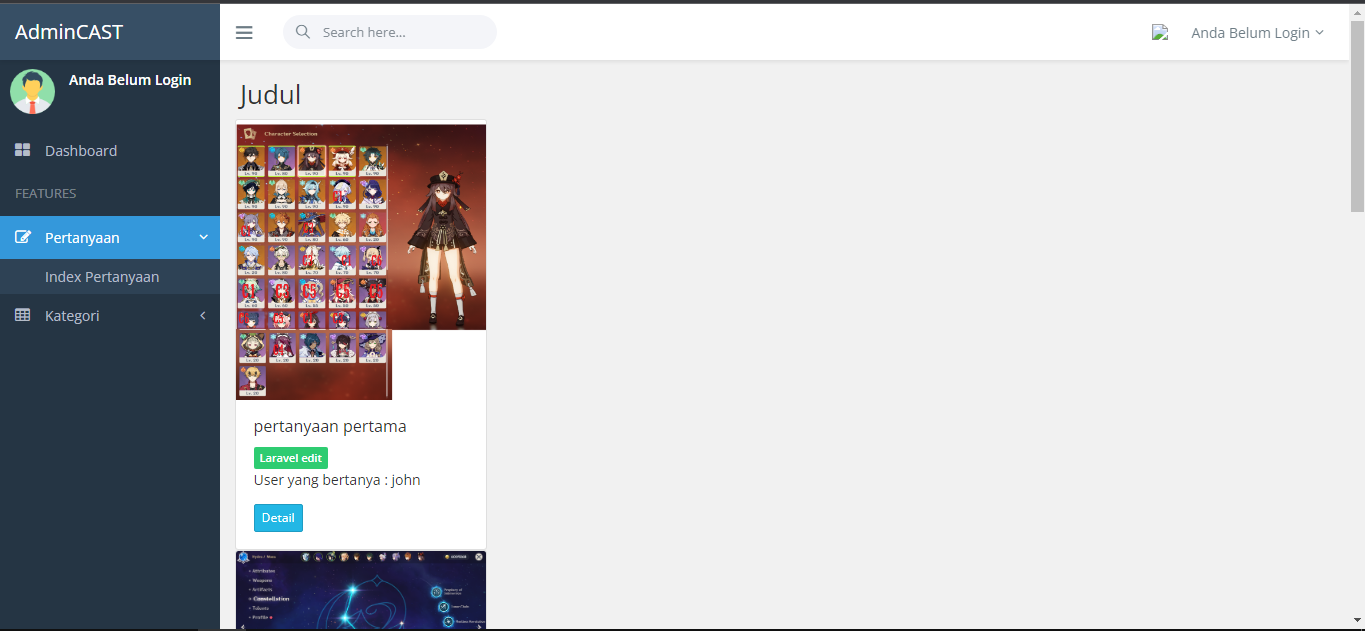 AdminCAST
Search here...
Anda Belum Login
Anda Belum Login
Dashboard
FEATURES
Pertanyaan
Index Pertanyaan
Kategori
Judul
Character Selection
pertanyaan pertama
Laravel edit
User yang bertanya : john
Detail
Attributes
Weapons
Artifacts
Constellation
Talents
Profile